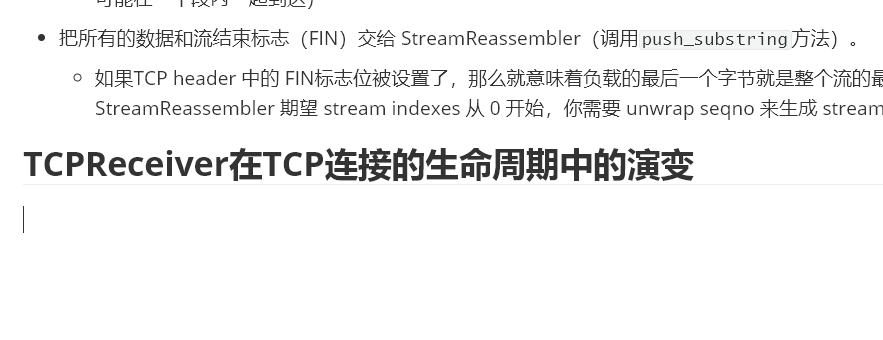 把所有的数据和流结束标志（FIN）交给 StreamReassembler（调用push_substring方法）。
如果TCP header 中的 FIN标志位被设置了，那么就意味着负载的最后一个字节就是整个流的最
StreamReassembler 期望 stream indexes 从 0 开始，你需要 unwrap seqno 来生成 stream
TCPReceiver在TCP连接的生命周期中的演变